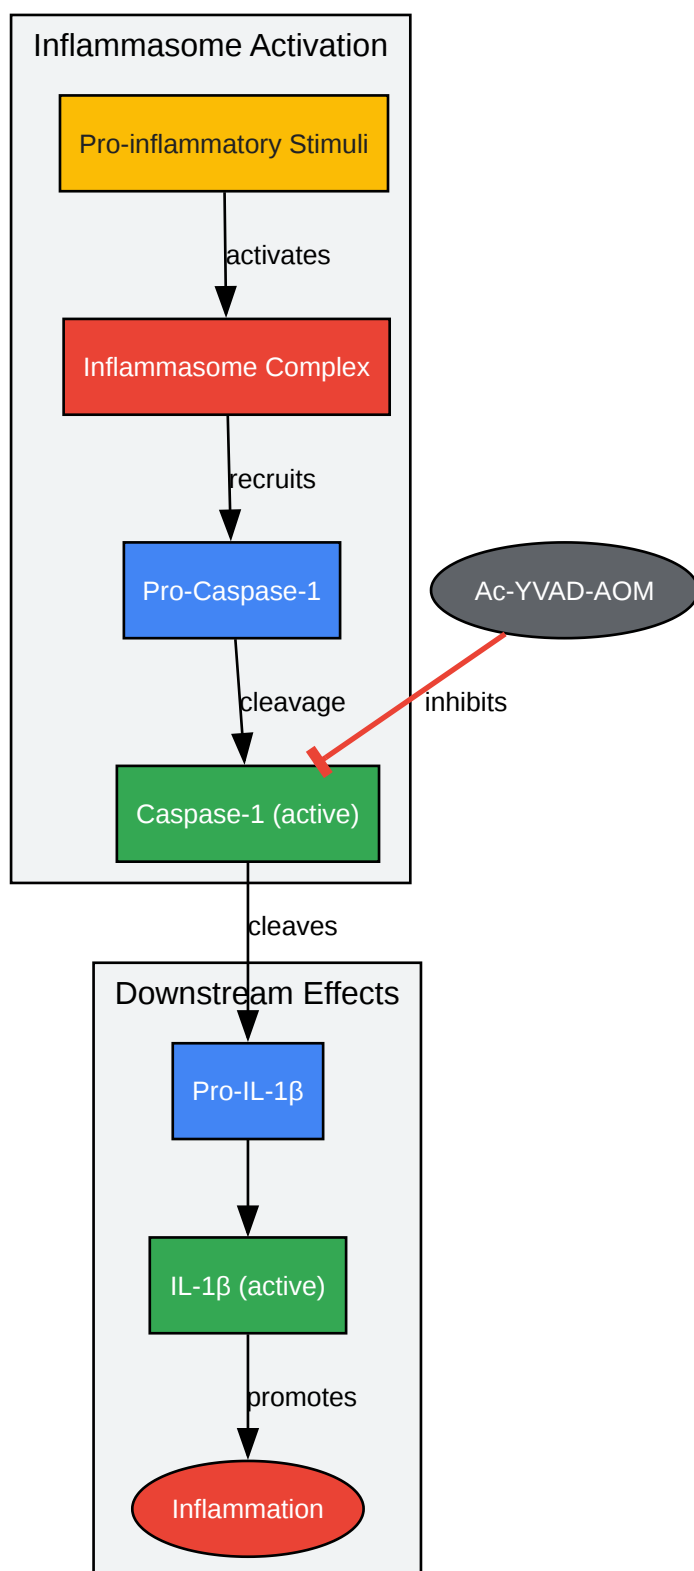 Inflammasome Activation
Pro-inflammatory Stimuli
activates
Inflammasome Complex
recruits
Pro-Caspase-1
Ac-YVAD-AOM
cleavage
inhibits
Caspase-1 (active)
cleaves
Downstream Effects
Pro-IL-1β
IL-1β (active)
promotes
Inflammation